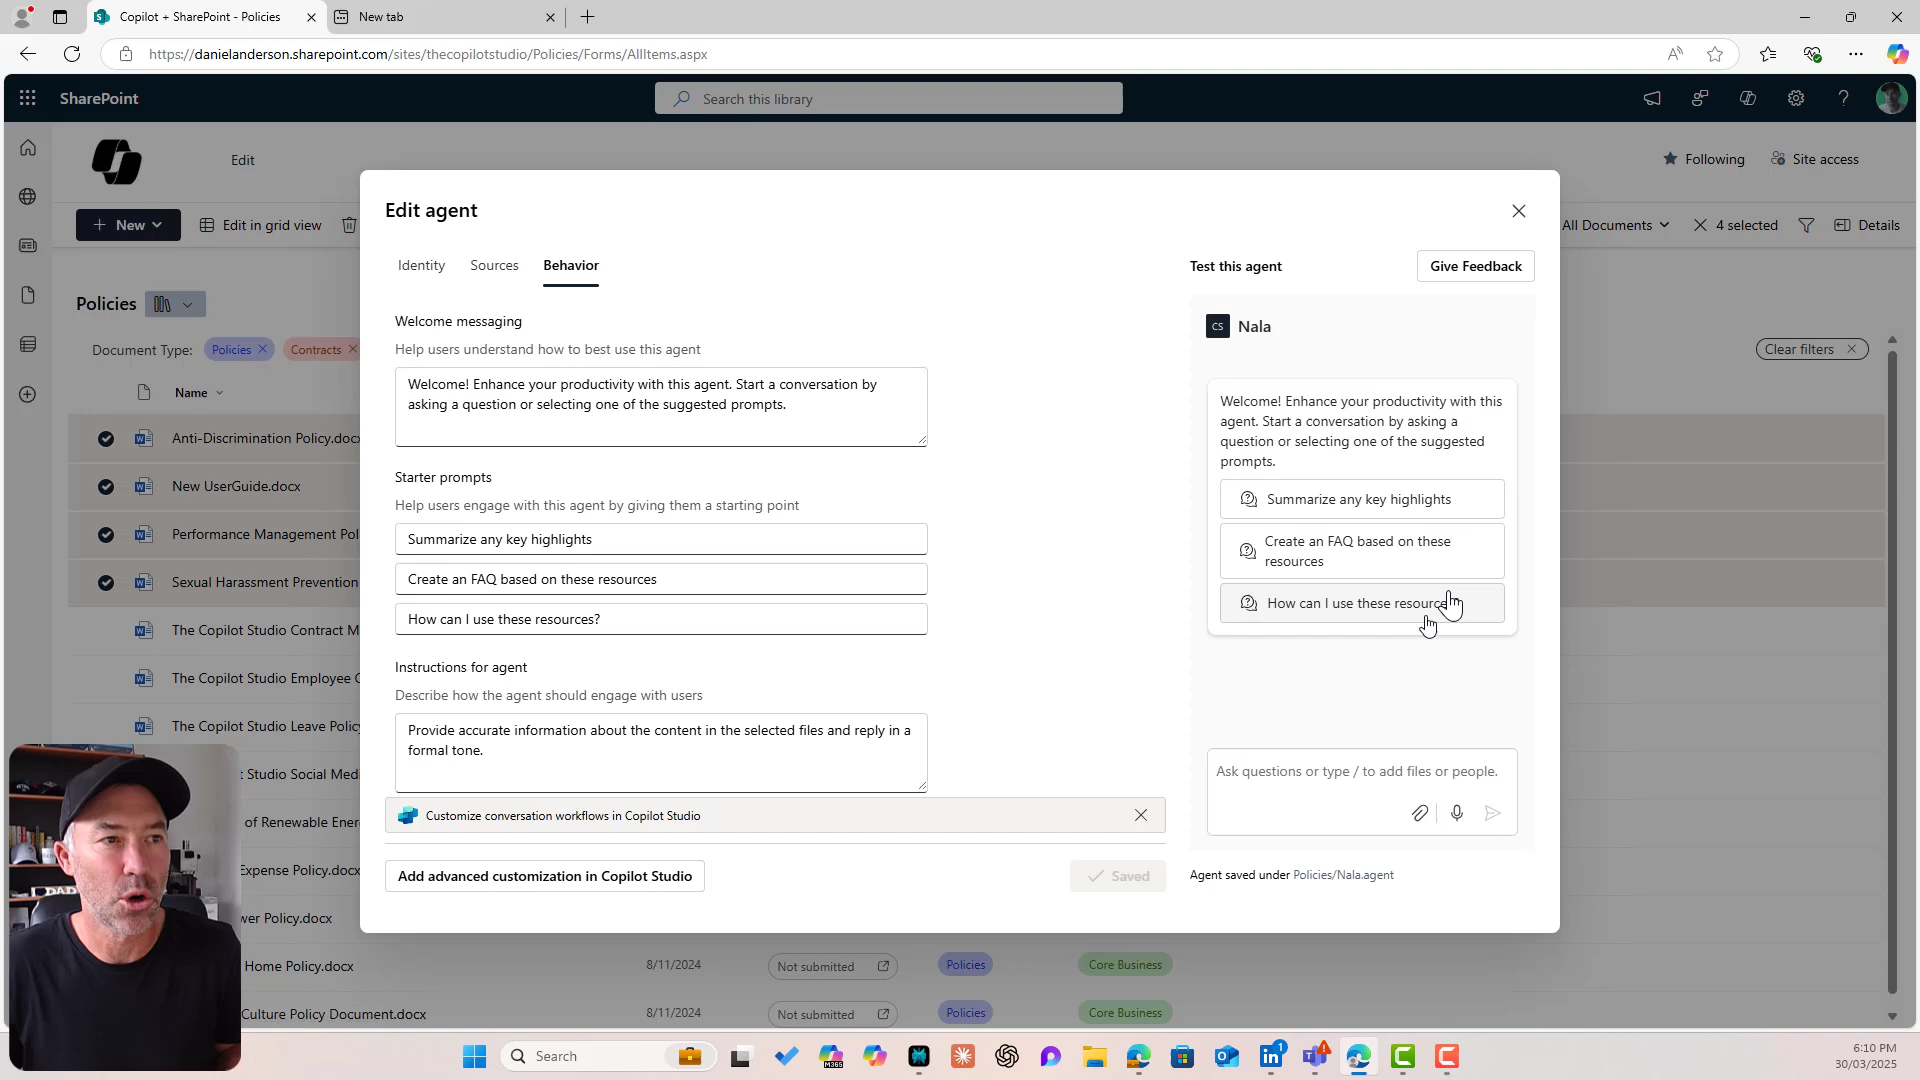 Copilot + SharePoint - Policies
New tab
https://danielanderson.sharepoint.com/sites/thecopilotstudio/Policies/Forms/AllItems.aspx
SharePoint
Search this library
Edit
Following
Site access
New
Edit in grid view
All Documents
4 selected
Details
Policies
Document Type:
Policies
Contracts
Clear filters
Name
Anti-Discrimination Policy.docx
New UserGuide.docx
Performance Management Pol
Sexual Harassment Prevention
The Copilot Studio Contract M
The Copilot Studio Employee
The Copilot Studio Leave Policy
t Studio Social Medi
of Renewable Ener
Expense Policy.docx
wer Policy.docx
Home Policy.docx
8/11/2024
Not submitted
Policies
Core Business
Culture Policy Document.docx
8/11/2024
Not submitted
Policies
Core Business
Edit agent
Identity
Sources
Behavior
Welcome messaging
Help users understand how to best use this agent
Welcome! Enhance your productivity with this agent. Start a conversation by
asking a question or selecting one of the suggested prompts.
Starter prompts
Help users engage with this agent by giving them a starting point
Summarize any key highlights
Create an FAQ based on these resources
How can I use these resources?
Instructions for agent
Describe how the agent should engage with users
Provide accurate information about the content in the selected files and reply in a
formal tone.
Customize conversation workflows in Copilot Studio
Add advanced customization in Copilot Studio
Saved
Test this agent
Give Feedback
CS
Nala
Welcome! Enhance your productivity with this
agent. Start a conversation by asking a
question or selecting one of the suggested
prompts.
Summarize any key highlights
Create an FAQ based on these
resources
How can I use these resource
Ask questions or type / to add files or people.
Agent saved under Policies/Nala.agent
DAD
Search
M365
1
6:10 PM
30/03/2025